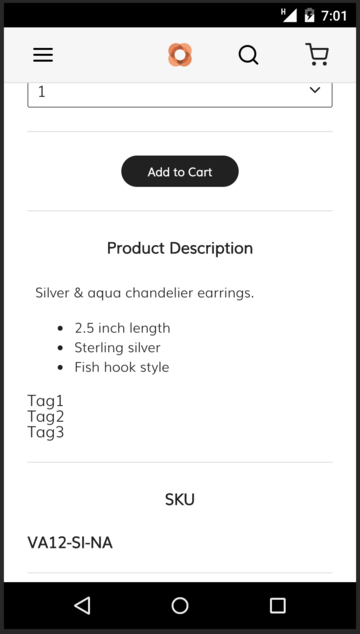 H 7:01
1
Add to Cart
Product Description
Silver & aqua chandelier earrings.
2.5 inch length
Sterling silver
Fish hook style
Tag1
Tag2
Tag3
SKU
VA12-SI-NA